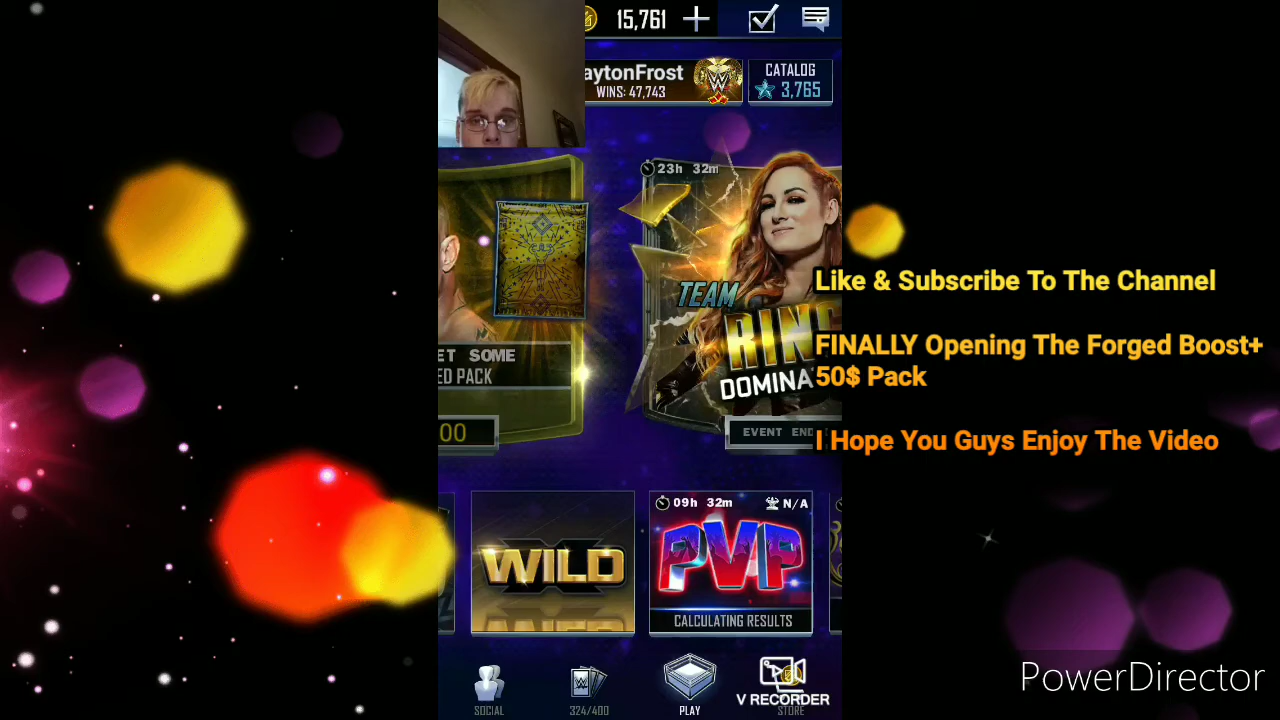 15,761
aytonFrost
WINS: 47,743
CATALOG
3,765
23h 32m
TEAM
RIN
DOMINA
ET SOME
ED PACK
00
EVENT END
Like & Subscribe To The Channel
FINALLY Opening The Forged Boost+
50$ Pack
I Hope You Guys Enjoy The Video
WILD
09h 32m
N/A
PVP
CALCULATING RESULTS
SOCIAL
324/400
PLAY
V RECORDER
STORE
PowerDirector